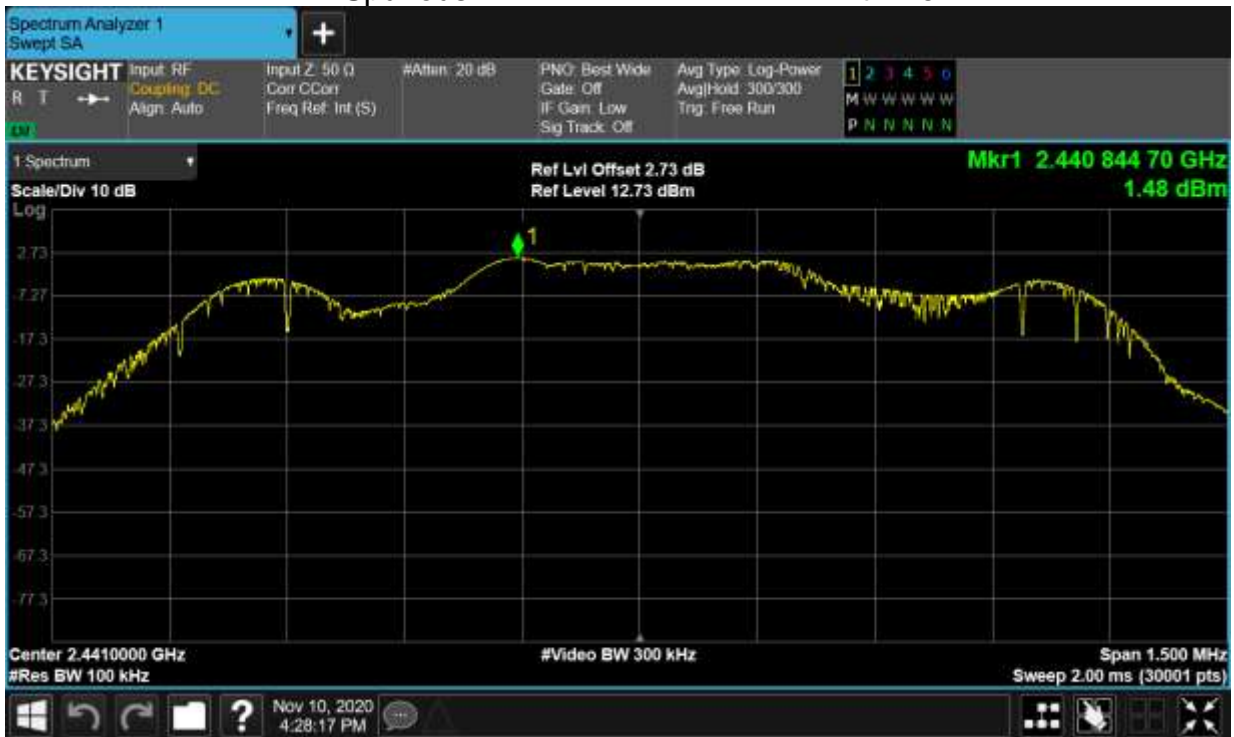 Spectrum Analyzer 1
Swept SA
+
KEYSIGHT
R T
Input: RF
Coupling: DC
Align: Auto
Input Z: 50 Ω
Corr CCorr
Freq Ref: Int (S)
#Atten: 20 dB
PNO: Best Wide
Gate: Off
IF Gain: Low
Sig Track: Off
Avg Type: Log-Power
Avg|Hold: 300/300
Trig: Free Run
1 2 3 4 5 6
M W W W W W
P N N N N N
1 Spectrum
Scale/Div 10 dB
Log
Ref Lvl Offset 2.73 dB
Ref Level 12.73 dBm
Mkr1 2.440 844 70 GHz
1.48 dBm
1
2.73
-7.27
-17.3
-27.3
-37.3
-47.3
-57.3
-67.3
-77.3
Center 2.4410000 GHz
#Res BW 100 kHz
#Video BW 300 kHz
Span 1.500 MHz
Sweep 2.00 ms (30001 pts)
?
Nov 10, 2020
4:28:17 PM